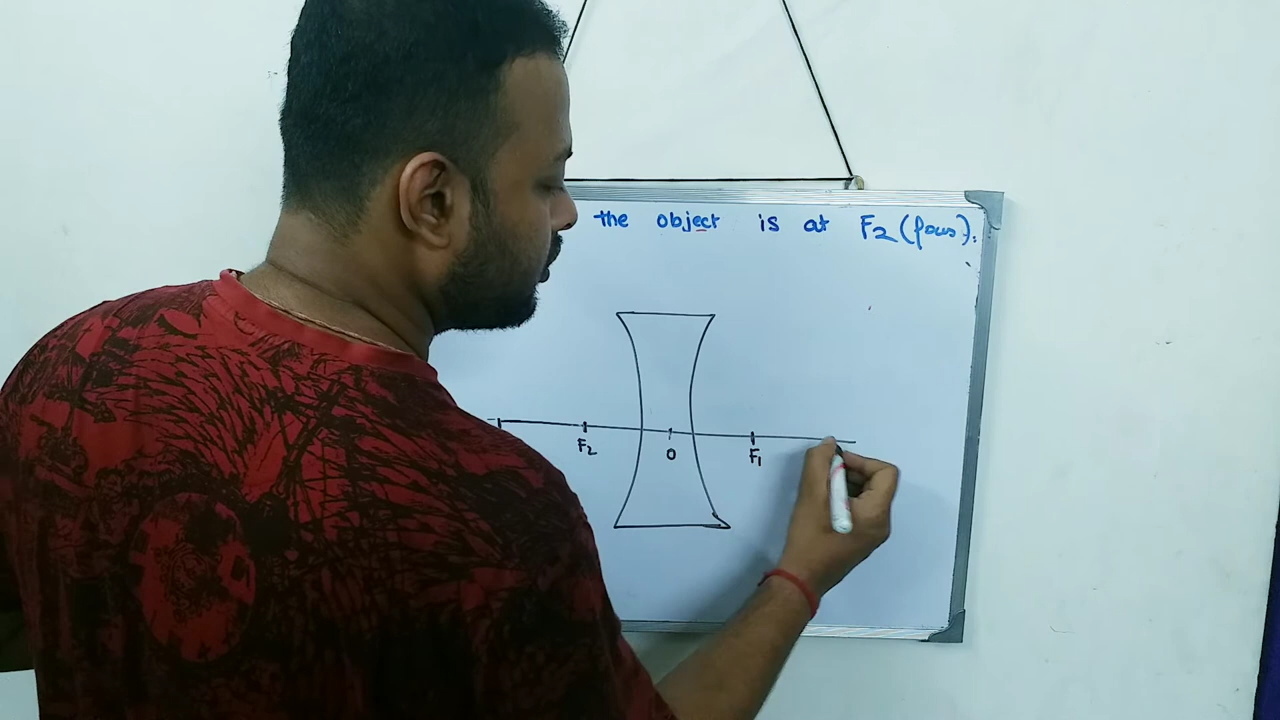 the object is at F2 (focus).
F2 O F1